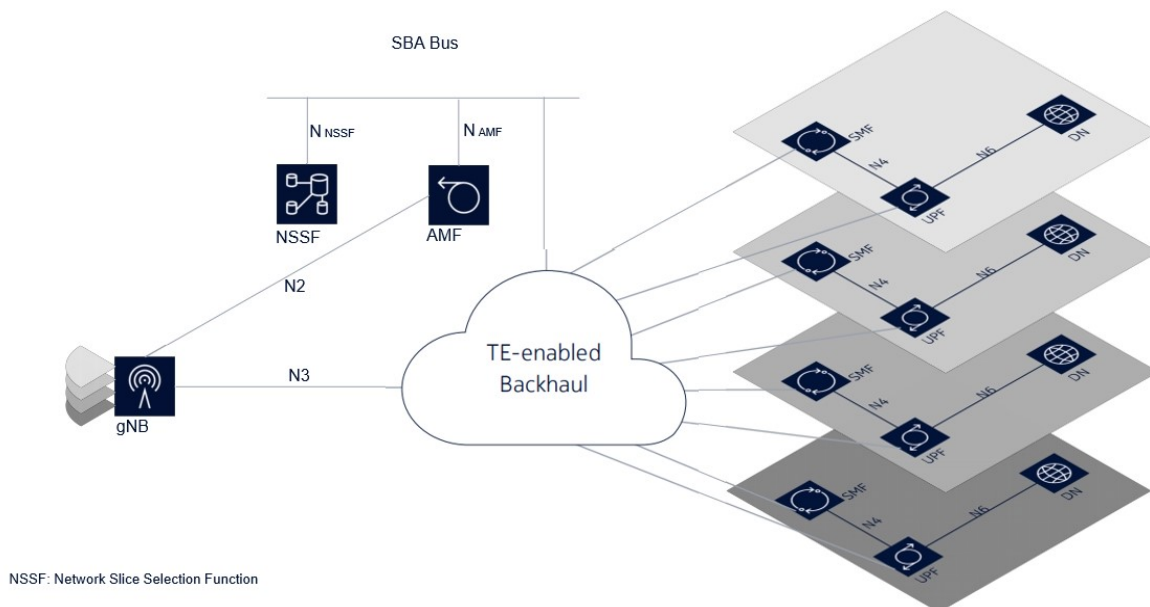 SBA Bus
N NSSF
N AMF
NSSF
AMF
N2
N3
gNB
TE-enabled
Backhaul
SMF
N4
UPF
N6
DN
SMF
N4
UPF
N6
DN
SMF
N4
UPF
N6
DN
SMF
N4
UPF
N6
DN
NSSF: Network Slice Selection Function